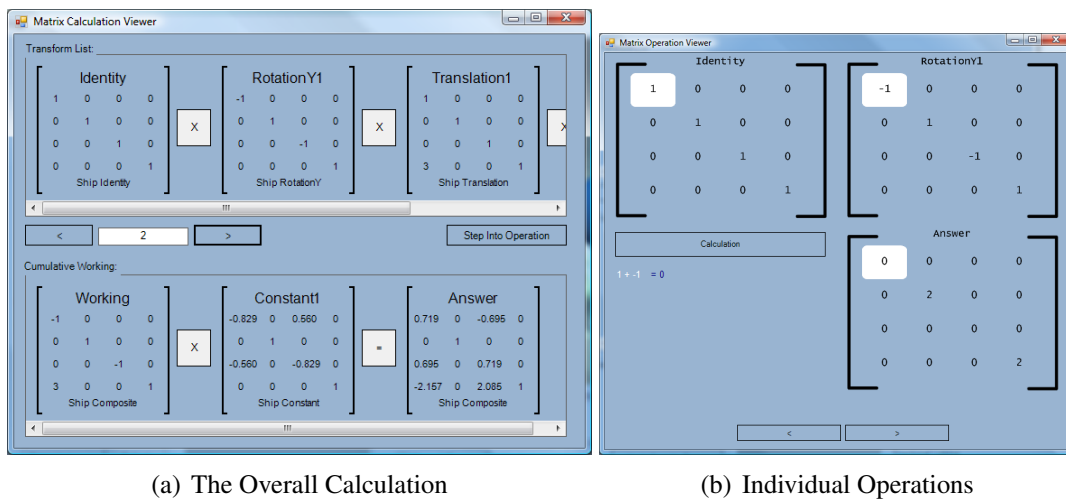 Matrix Calculation Viewer
Transform List:
Identity
1 0 0 0
0 1 0 0
0 0 1 0
0 0 0 1
Ship Identity
X
RotationY1
-1 0 0 0
0 1 0 0
0 0 -1 0
0 0 0 1
Ship RotationY
X
Translation1
1 0 0 0
0 1 0 0
0 0 1 0
3 0 0 1
Ship Translation
X
< 2 > Step Into Operation
Cumulative Working:
Working
-1 0 0 0
0 1 0 0
0 0 -1 0
3 0 0 1
Ship Composite
X
Constant1
-0.829 0 0.560 0
0 1 0 0
-0.560 0 -0.829 0
0 0 0 1
Ship Constant
=
Answer
0.719 0 -0.695 0
0 1 0 0
0.695 0 0.719 0
-2.157 0 2.085 1
Ship Composite
(a) The Overall Calculation
Matrix Operation Viewer
Identity
1 0 0 0
0 1 0 0
0 0 1 0
0 0 0 1
RotationY1
-1 0 0 0
0 1 0 0
0 0 -1 0
0 0 0 1
Calculation
1 + -1 = 0
Answer
0 0 0 0
0 2 0 0
0 0 0 0
0 0 0 2
< >
(b) Individual Operations